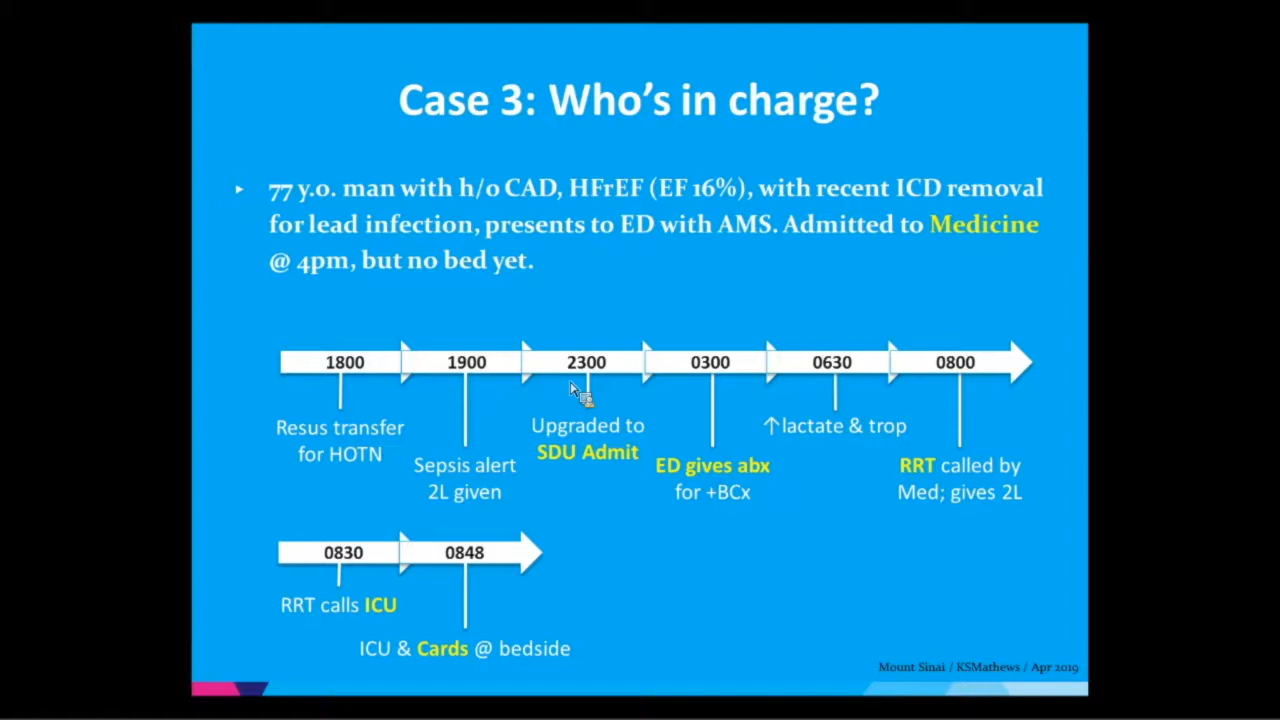 Case 3: Who's in charge?
77 y.o. man with h/o CAD, HFrEF (EF 16%), with recent ICD removal
for lead infection, presents to ED with AMS. Admitted to Medicine
@ 4pm, but no bed yet.
1800
1900
2300
0300
0630
0800
Resus transfer
for HOTN
Sepsis alert
2L given
Upgraded to
SDU Admit
ED gives abx
for +BCx
↑lactate & trop
RRT called by
Med; gives 2L
0830
0848
RRT calls ICU
ICU & Cards @ bedside
Mount Sinai / KSMathews / Apr 2019